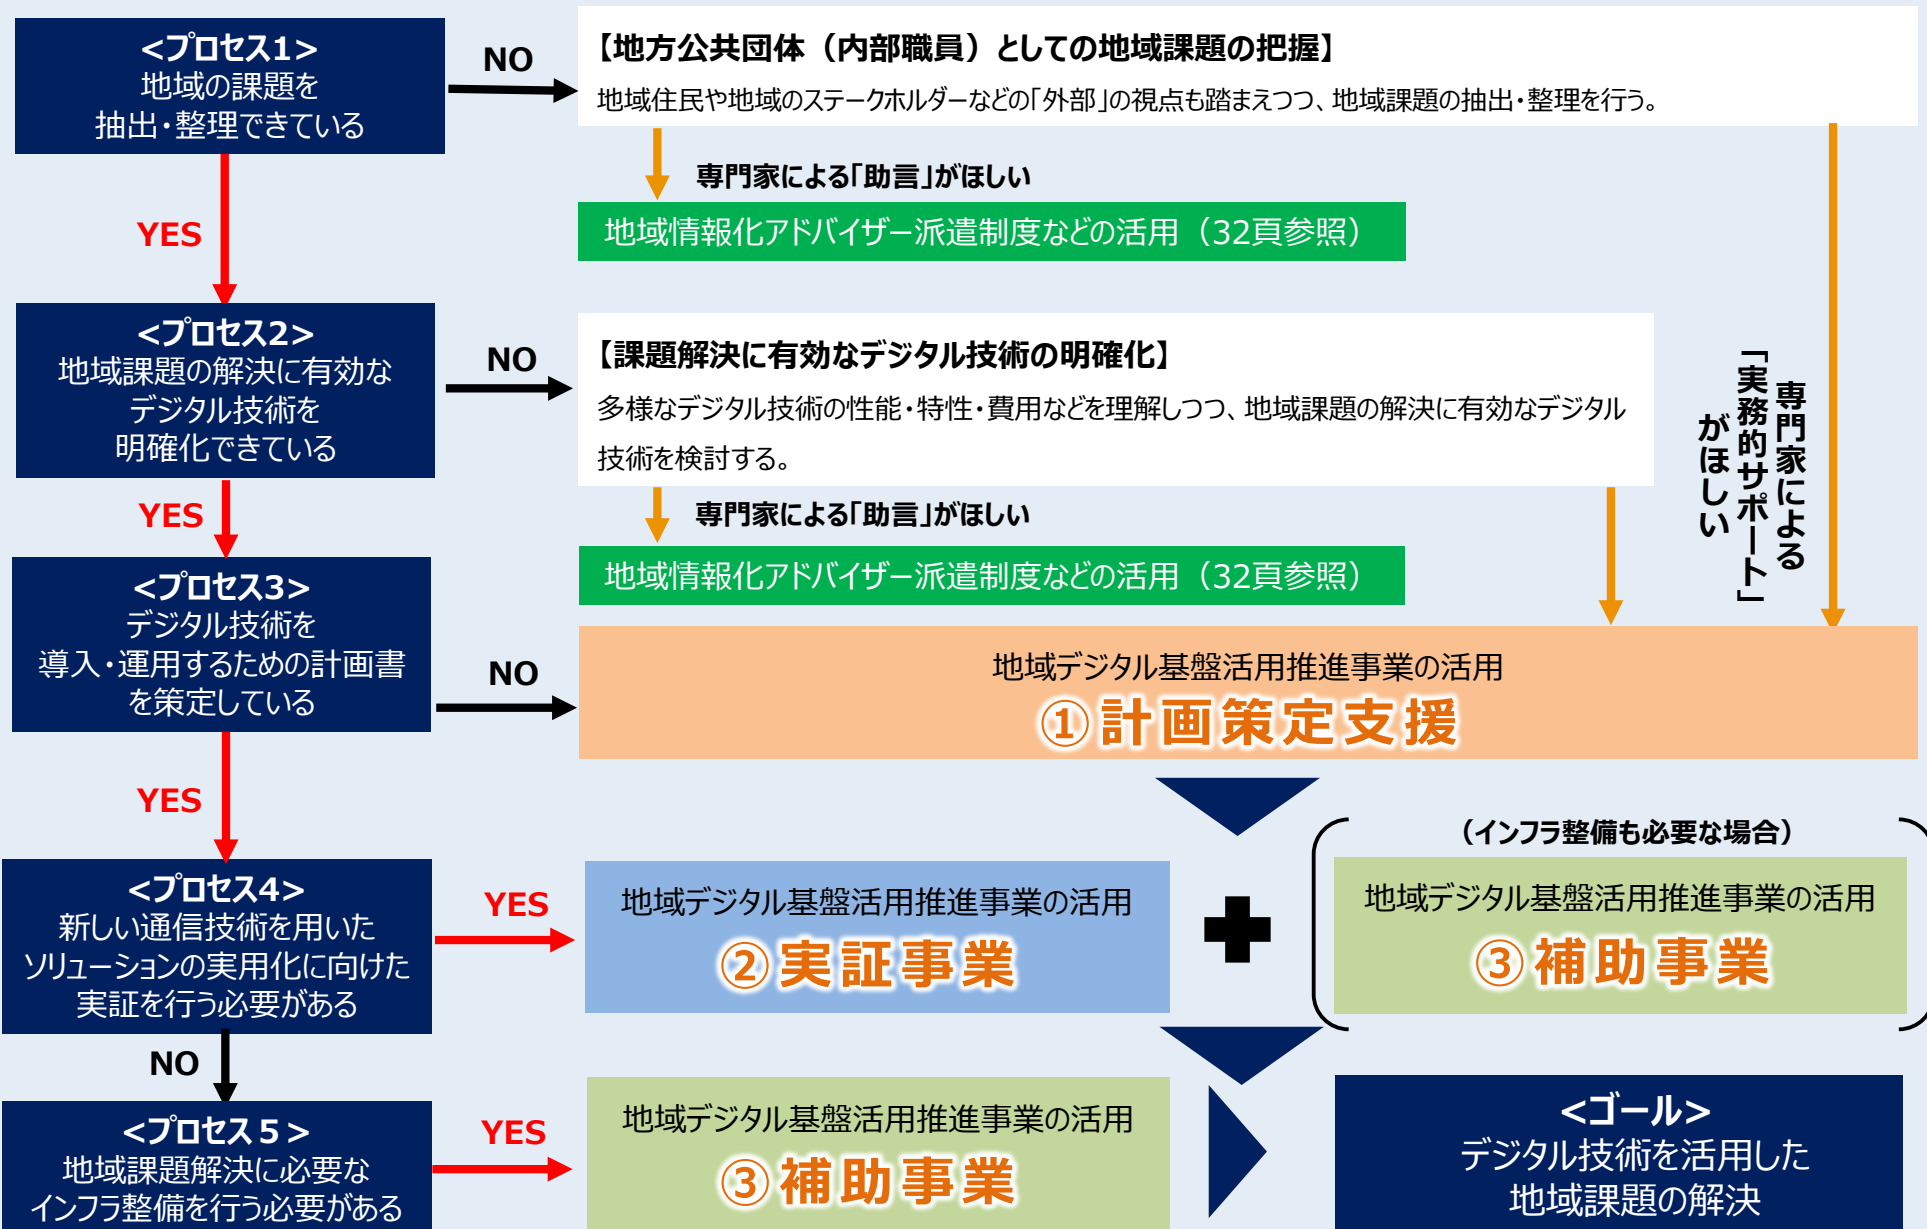 <プロセス1>
地域の課題を
抽出・整理できている
NO
【地方公共団体（内部職員）としての地域課題の把握】
地域住民や地域のステークホルダーなどの「外部」の視点も踏まえつつ、地域課題の抽出・整理を行う。
専門家による「助言」がほしい
地域情報化アドバイザー派遣制度などの活用（32頁参照）
YES
<プロセス2>
地域課題の解決に有効な
デジタル技術を
明確化できている
NO
【課題解決に有効なデジタル技術の明確化】
多様なデジタル技術の性能・特性・費用などを理解しつつ、地域課題の解決に有効なデジタル
技術を検討する。
専門家による
「実務的サポート」
がほしい
専門家による「助言」がほしい
地域情報化アドバイザー派遣制度などの活用（32頁参照）
YES
<プロセス3>
デジタル技術を
導入・運用するための計画書
を策定している
NO
地域デジタル基盤活用推進事業の活用
①計画策定支援
YES
<プロセス4>
新しい通信技術を用いた
ソリューションの実用化に向けた
実証を行う必要がある
YES
地域デジタル基盤活用推進事業の活用
②実証事業
（インフラ整備も必要な場合）
地域デジタル基盤活用推進事業の活用
③補助事業
NO
<プロセス５>
地域課題解決に必要な
インフラ整備を行う必要がある
YES
地域デジタル基盤活用推進事業の活用
③補助事業
<ゴール>
デジタル技術を活用した
地域課題の解決